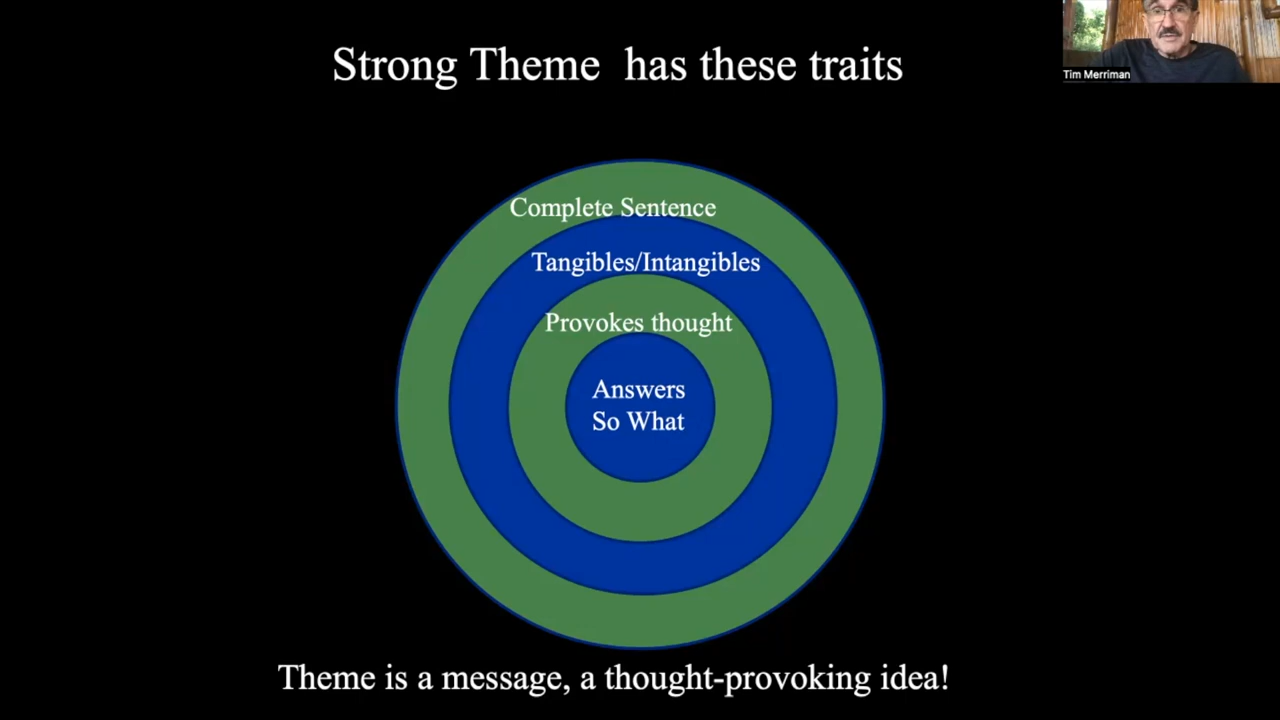 Strong Theme  has these traits
Tim Merriman
Complete Sentence
Tangibles/Intangibles
Provokes thought
Answers
So What
Theme is a message, a thought-provoking idea!